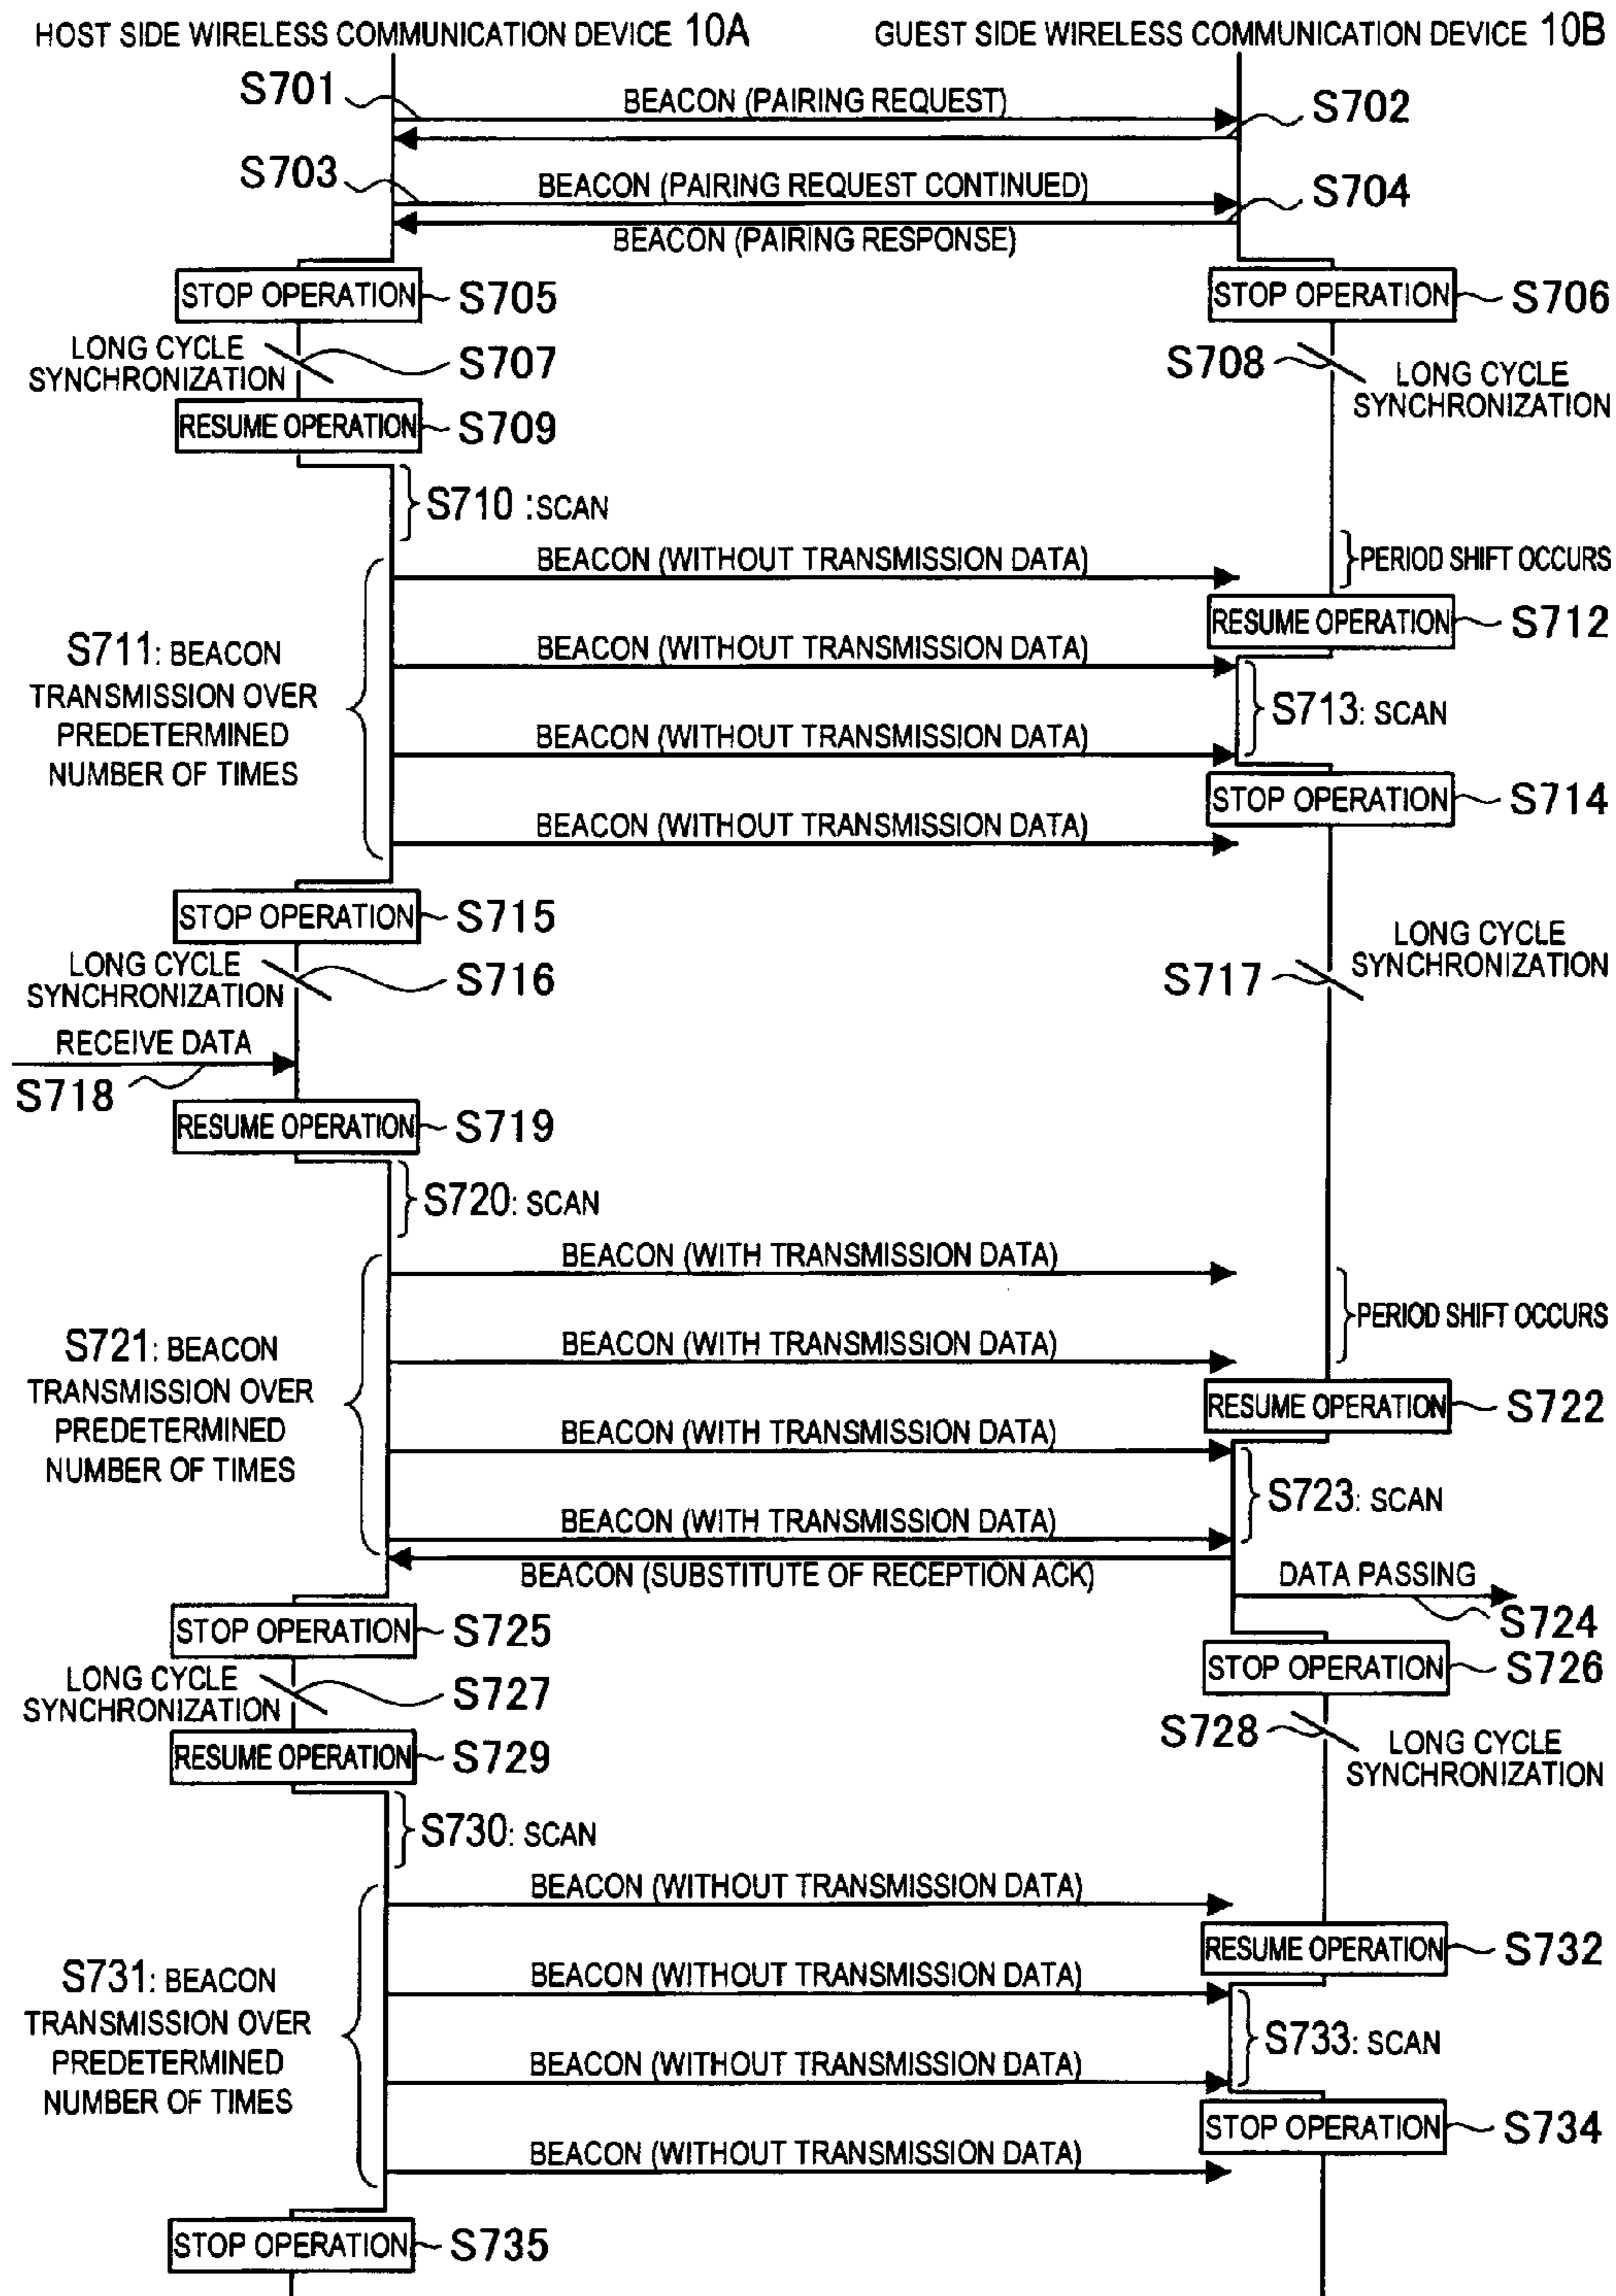 HOST SIDE WIRELESS COMMUNICATION DEVICE 10A
GUEST SIDE WIRELESS COMMUNICATION DEVICE 10B
S701
BEACON (PAIRING REQUEST)
S702
S703
BEACON (PAIRING REQUEST CONTINUED)
S704
BEACON (PAIRING RESPONSE)
STOP OPERATION
S705
STOP OPERATION
S706
LONG CYCLE
SYNCHRONIZATION
S707
S708
LONG CYCLE
SYNCHRONIZATION
RESUME OPERATION
S709
S710 : SCAN
BEACON (WITHOUT TRANSMISSION DATA)
PERIOD SHIFT OCCURS
RESUME OPERATION
S712
S711: BEACON
TRANSMISSION OVER
PREDETERMINED
NUMBER OF TIMES
BEACON (WITHOUT TRANSMISSION DATA)
S713: SCAN
BEACON (WITHOUT TRANSMISSION DATA)
STOP OPERATION
S714
BEACON (WITHOUT TRANSMISSION DATA)
STOP OPERATION
S715
LONG CYCLE
SYNCHRONIZATION
S716
S717
LONG CYCLE
SYNCHRONIZATION
RECEIVE DATA
S718
RESUME OPERATION
S719
S720: SCAN
BEACON (WITH TRANSMISSION DATA)
PERIOD SHIFT OCCURS
S721: BEACON
TRANSMISSION OVER
PREDETERMINED
NUMBER OF TIMES
BEACON (WITH TRANSMISSION DATA)
RESUME OPERATION
S722
BEACON (WITH TRANSMISSION DATA)
S723: SCAN
BEACON (WITH TRANSMISSION DATA)
BEACON (SUBSTITUTE OF RECEPTION ACK)
DATA PASSING
S724
STOP OPERATION
S725
STOP OPERATION
S726
LONG CYCLE
SYNCHRONIZATION
S727
S728
LONG CYCLE
SYNCHRONIZATION
RESUME OPERATION
S729
S730: SCAN
BEACON (WITHOUT TRANSMISSION DATA)
RESUME OPERATION
S732
S731: BEACON
TRANSMISSION OVER
PREDETERMINED
NUMBER OF TIMES
BEACON (WITHOUT TRANSMISSION DATA)
S733: SCAN
BEACON (WITHOUT TRANSMISSION DATA)
STOP OPERATION
S734
BEACON (WITHOUT TRANSMISSION DATA)
STOP OPERATION
S735